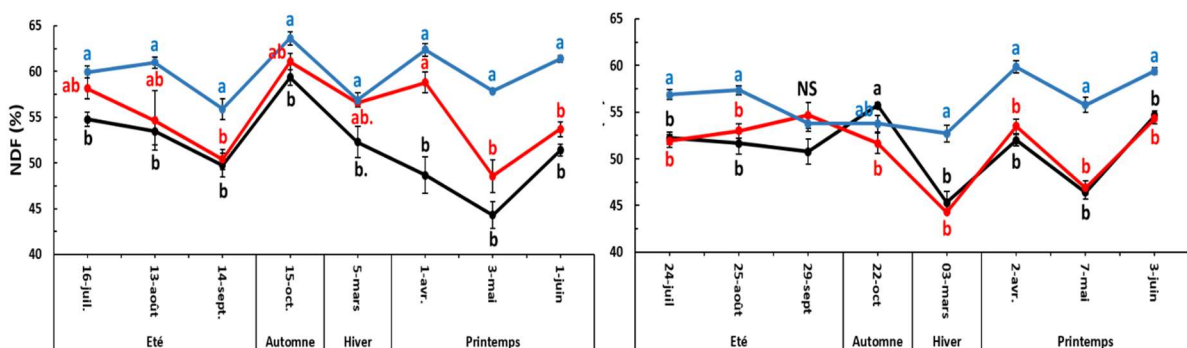 65
60
55
50
45
40
NDF (%)
a a a a a a a a
ab ab b ab ab. a b b
b b b b b. b b b
16-juil. 13-août 14-sept. 15-oct. 5-mars 1-avr. 3-mai 1-juin
Eté Automne Hiver Printemps
65
60
55
50
45
40
a a NS a a a a b
b ab
b b b b b b
b b b b b
24-juil 25-août 29-sept 22-oct 03-mars 2-avr. 7-mai 3-juin
Eté Automne Hiver Printemps